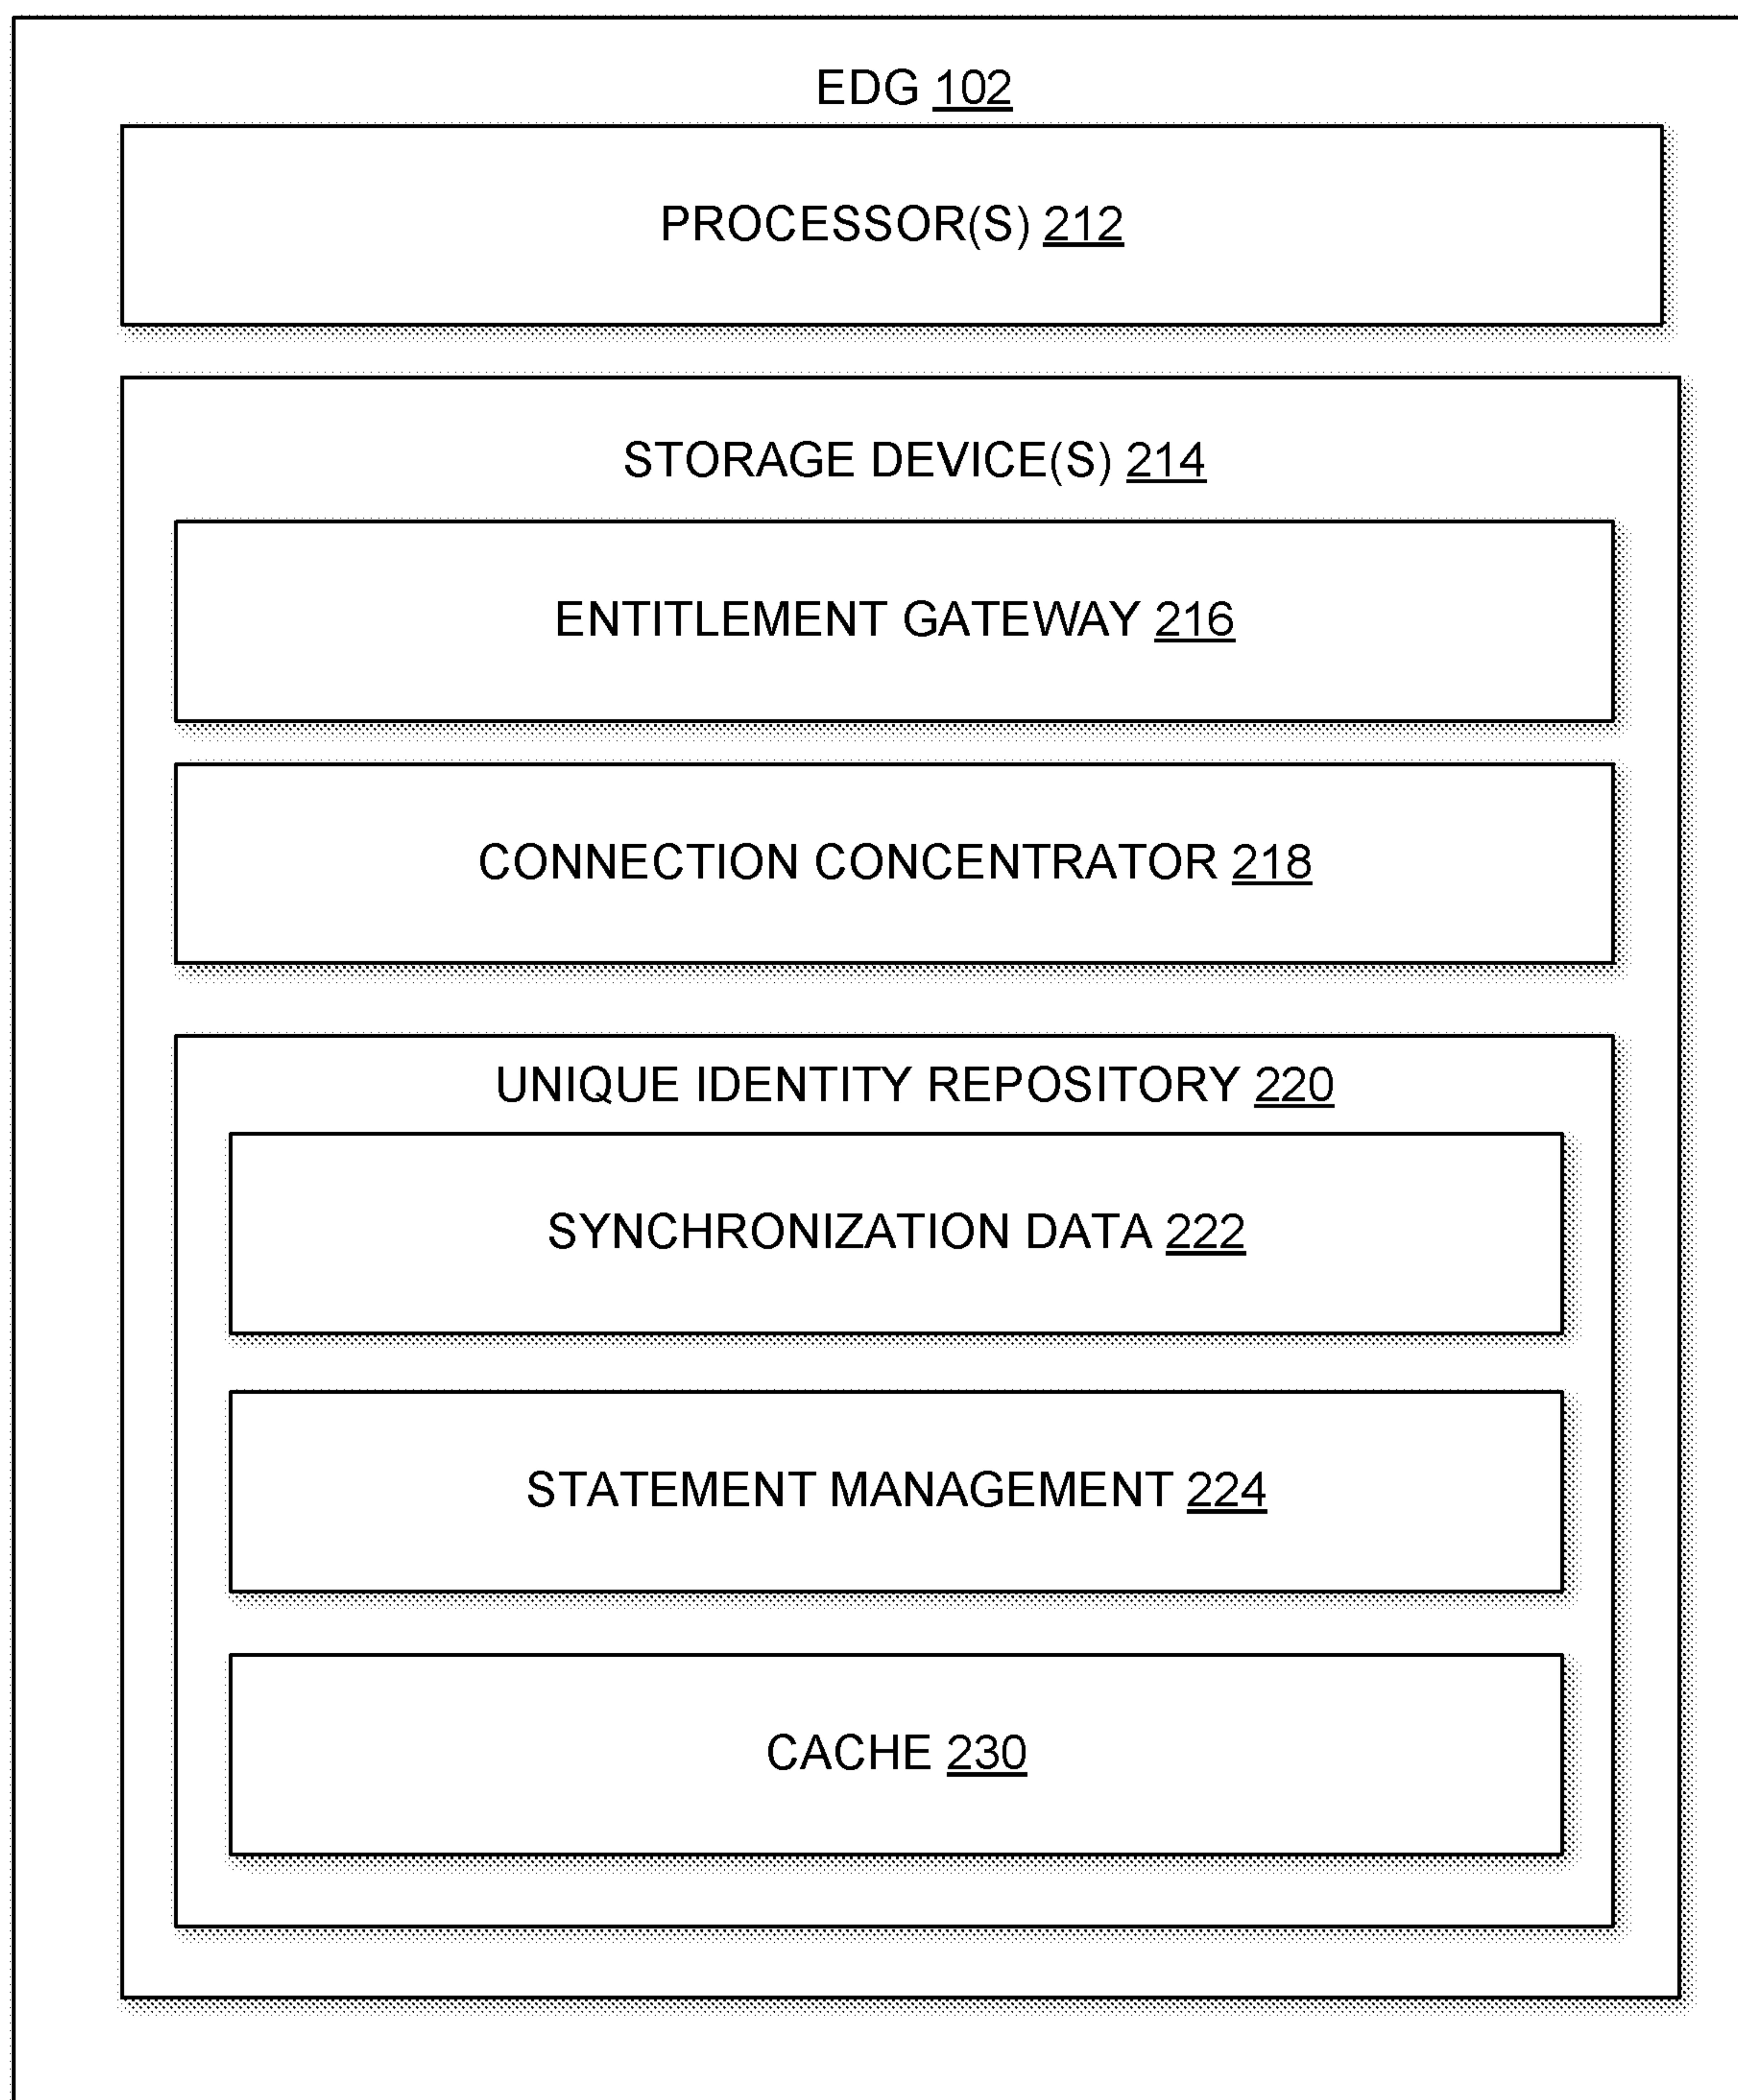 EDG 102
PROCESSOR(S) 212
STORAGE DEVICE(S) 214
ENTITLEMENT GATEWAY 216
CONNECTION CONCENTRATOR 218
UNIQUE IDENTITY REPOSITORY 220
SYNCHRONIZATION DATA 222
STATEMENT MANAGEMENT 224
CACHE 230